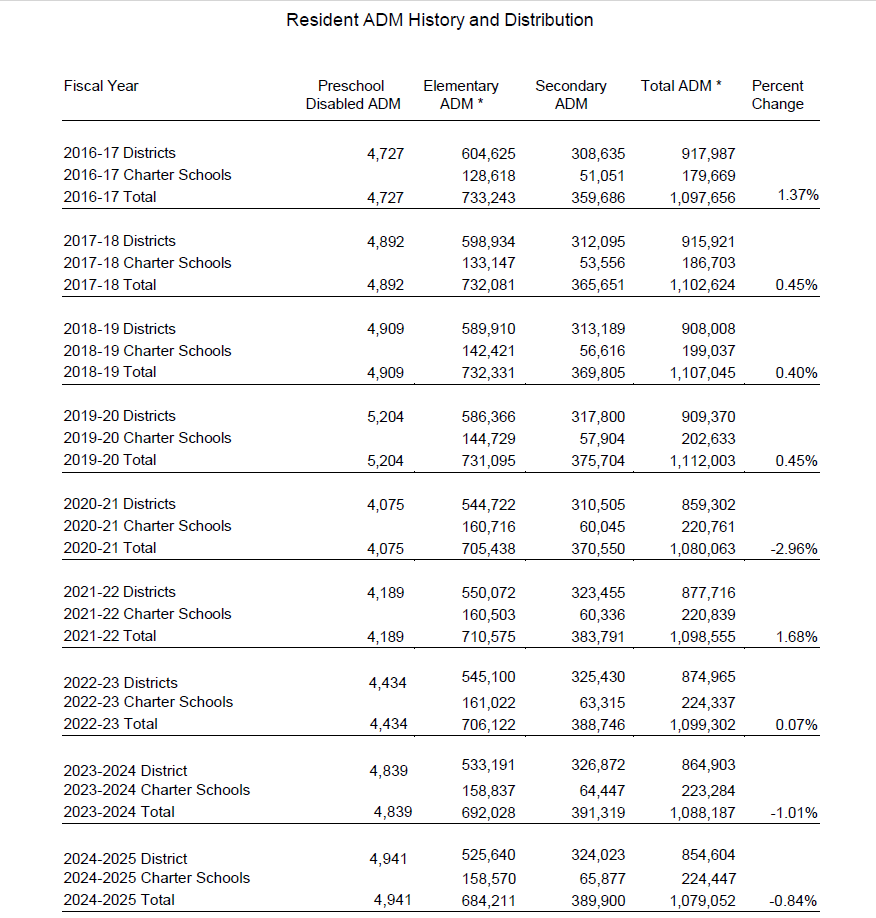 Resident ADM History and Distribution
Fiscal Year Preschool Disabled ADM Elementary ADM * Secondary ADM Total ADM * Percent Change
2016-17 Districts 4,727 604,625 308,635 917,987
2016-17 Charter Schools 128,618 51,051 179,669
2016-17 Total 4,727 733,243 359,686 1,097,656 1.37%
2017-18 Districts 4,892 598,934 312,095 915,921
2017-18 Charter Schools 133,147 53,556 186,703
2017-18 Total 4,892 732,081 365,651 1,102,624 0.45%
2018-19 Districts 4,909 589,910 313,189 908,008
2018-19 Charter Schools 142,421 56,616 199,037
2018-19 Total 4,909 732,331 369,805 1,107,045 0.40%
2019-20 Districts 5,204 586,366 317,800 909,370
2019-20 Charter Schools 144,729 57,904 202,633
2019-20 Total 5,204 731,095 375,704 1,112,003 0.45%
2020-21 Districts 4,075 544,722 310,505 859,302
2020-21 Charter Schools 160,716 60,045 220,761
2020-21 Total 4,075 705,438 370,550 1,080,063 -2.96%
2021-22 Districts 4,189 550,072 323,455 877,716
2021-22 Charter Schools 160,503 60,336 220,839
2021-22 Total 4,189 710,575 383,791 1,098,555 1.68%
2022-23 Districts 4,434 545,100 325,430 874,965
2022-23 Charter Schools 161,022 63,315 224,337
2022-23 Total 4,434 706,122 388,746 1,099,302 0.07%
2023-2024 District 4,839 533,191 326,872 864,903
2023-2024 Charter Schools 158,837 64,447 223,284
2023-2024 Total 4,839 692,028 391,319 1,088,187 -1.01%
2024-2025 District 4,941 525,640 324,023 854,604
2024-2025 Charter Schools 158,570 65,877 224,447
2024-2025 Total 4,941 684,211 389,900 1,079,052 -0.84%